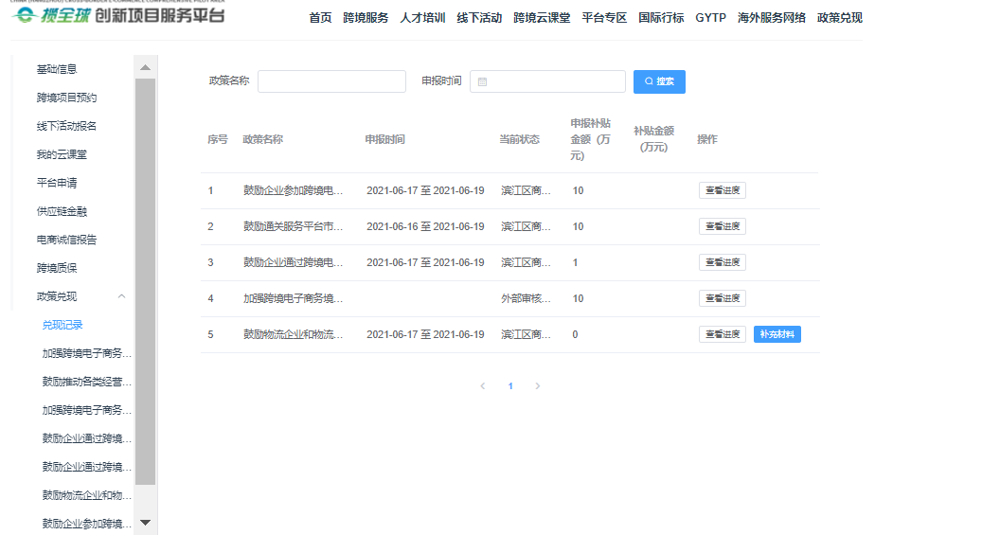 CHINA (HANGZHOU) CROSS-BORDER E-COMMERCE COMPREHENSIVE PILOT AREA
揽全球 创新项目服务平台
首页 跨境服务 人才培训 线下活动 跨境云课堂 平台专区 国际行标 GYTP 海外服务网络 政策兑现
基础信息
跨境项目预约
线下活动报名
我的云课堂
平台申请
供应链金融
电商诚信报告
跨境质保
政策兑现
兑现记录
加强跨境电子商务...
鼓励推动各类经营...
加强跨境电子商务...
鼓励企业通过跨境...
鼓励企业通过跨境...
鼓励物流企业和物...
鼓励企业参加跨境...
政策名称 申报时间 搜索
序号 政策名称 申报时间 当前状态 申报补贴金额（万元） 补贴金额（万元） 操作
1 鼓励企业参加跨境电... 2021-06-17 至 2021-06-19 滨江区商... 10 查看进度
2 鼓励通关服务平台市... 2021-06-16 至 2021-06-19 滨江区商... 10 查看进度
3 鼓励企业通过跨境电... 2021-06-17 至 2021-06-19 滨江区商... 1 查看进度
4 加强跨境电子商务境... 外部审核... 10 查看进度
5 鼓励物流企业和物流... 2021-06-17 至 2021-06-19 滨江区商... 0 查看进度 补充材料
1